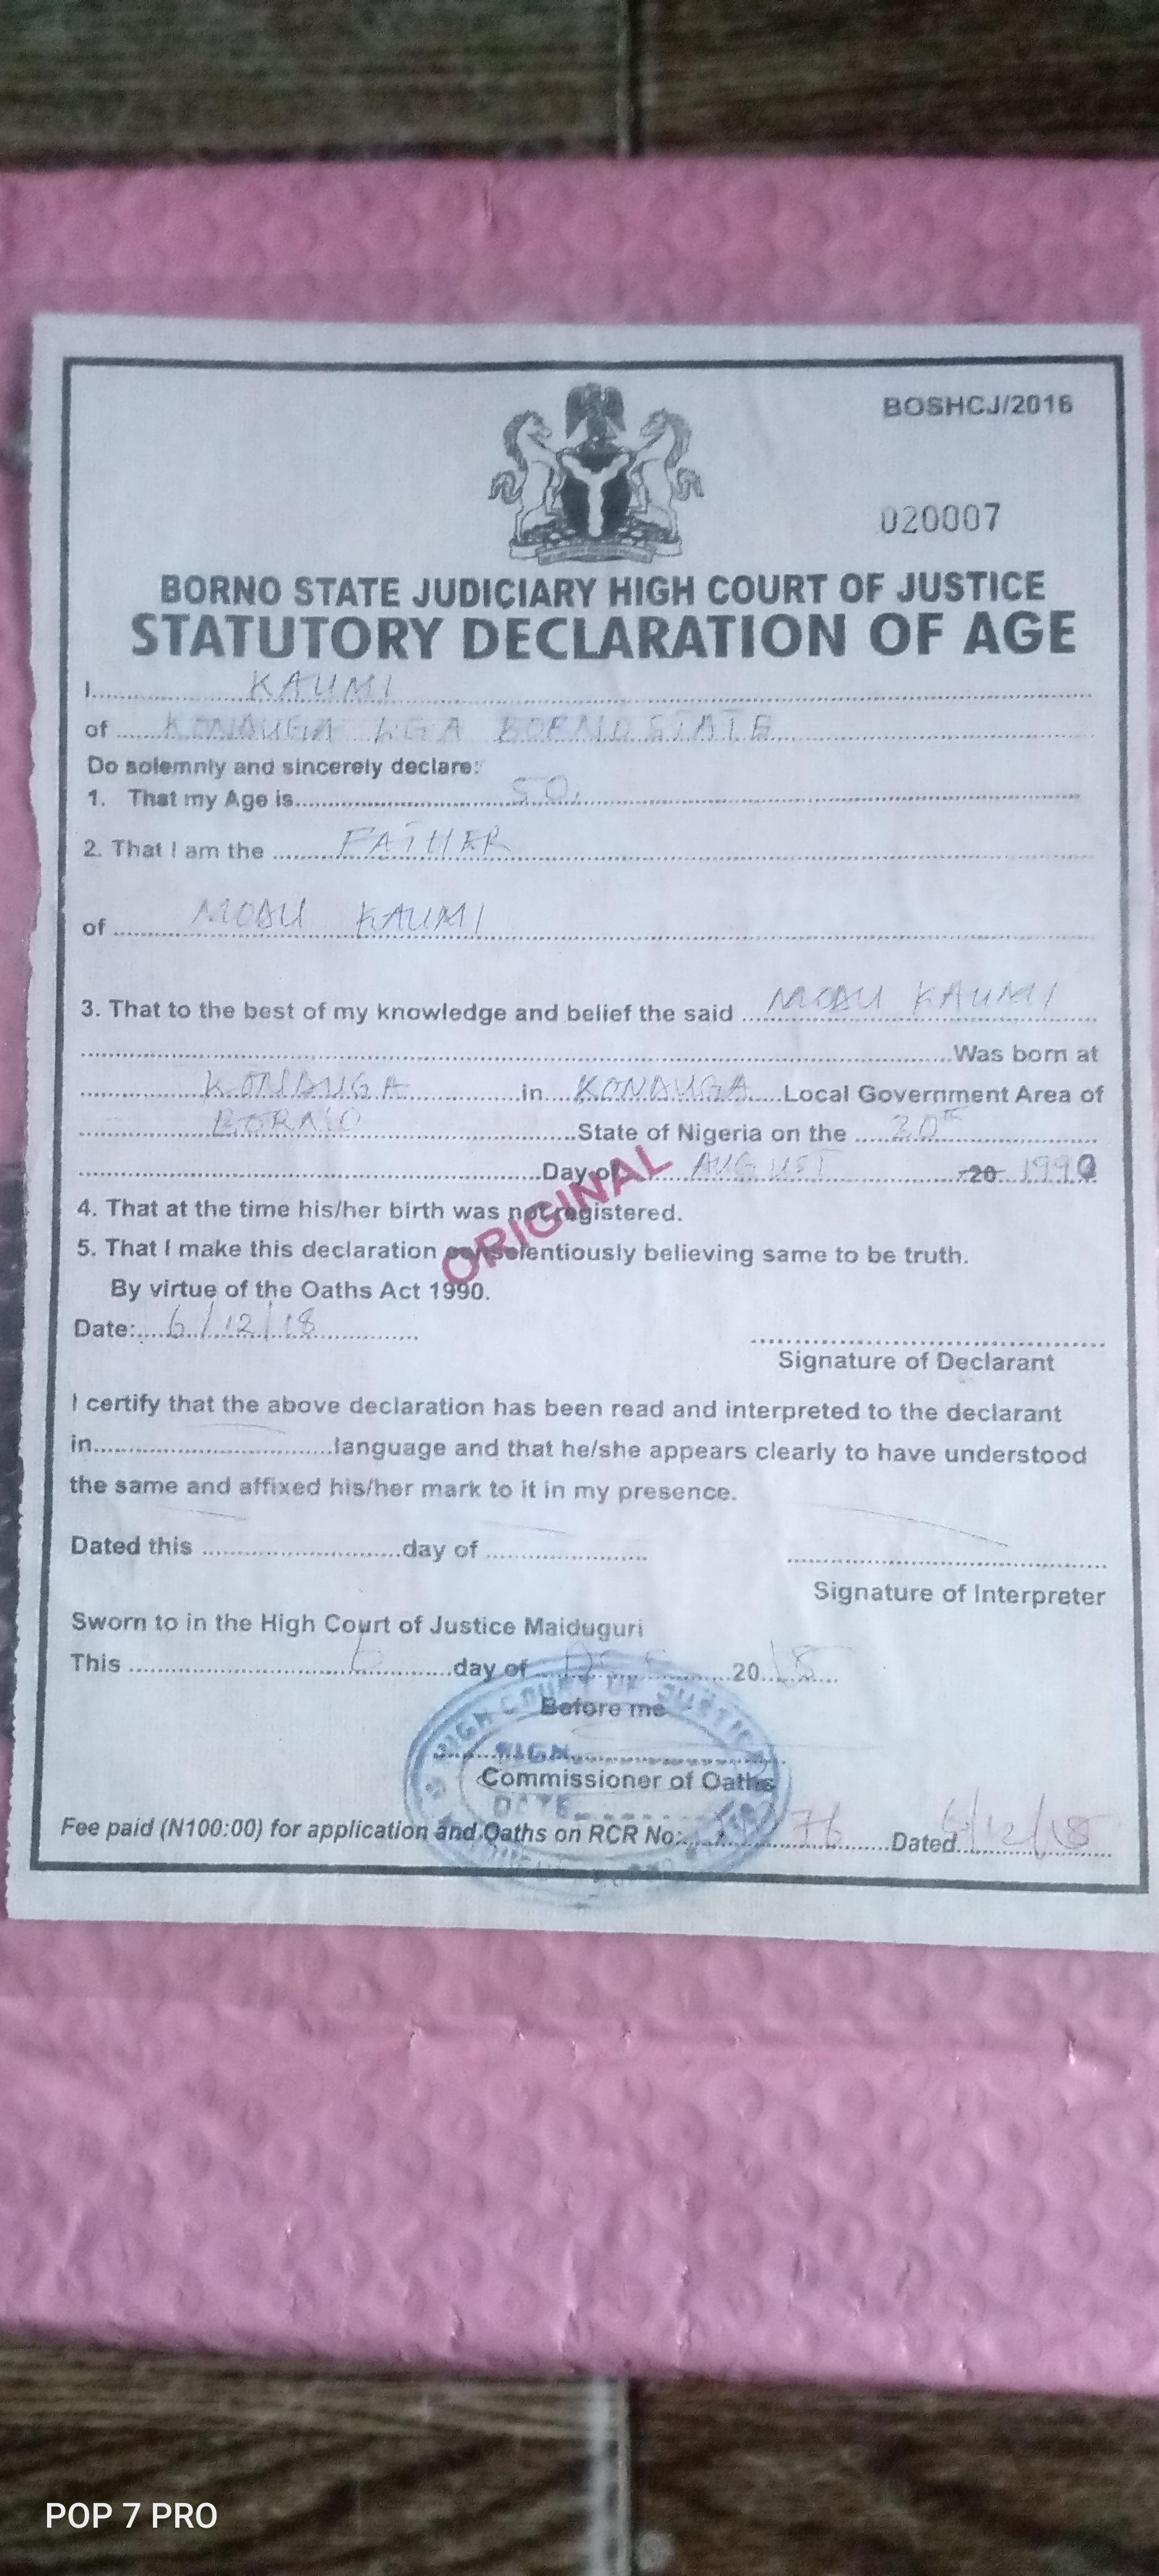 BOSHCJ/2016
020007
BORNO STATE JUDICIARY HIGH COURT OF JUSTICE
STATUTORY DECLARATION OF AGE
I.......... KAUMI ..........
of ..... KONDUGA LGA BORNO STATE ..........
Do solemnly and sincerely declare:
1. That my Age is.......... 50. ..........
2. That I am the .......... FATHER ..........
of .......... MODU KAUMI ..........
3. That to the best of my knowledge and belief the said ... MODU KAUMI
..........Was born at
.......... KONDUGA ..........in.... KONDUGA .....Local Government Area of
.......... BORNO ..........State of Nigeria on the ..... 20th ..........
..........Day of..... AUGUST .......... 20 1990
ORIGINAL
4. That at the time his/her birth was not registered.
5. That I make this declaration conscientiously believing same to be truth.
By virtue of the Oaths Act 1990.
Date:.... 6/12/18 ..........
Signature of Declarant
I certify that the above declaration has been read and interpreted to the declarant
in..........language and that he/she appears clearly to have understood
the same and affixed his/her mark to it in my presence.
Dated this ..........day of ..........
Signature of Interpreter
Sworn to in the High Court of Justice Maiduguri
This .......... 6 ..........day of .......... 20 18
HIGH COURT OF JUSTICE
Before me
SIGN
Commissioner of Oaths
DATE
Fee paid (N100:00) for application and Oaths on RCR No:..... 76 ..........Dated 6/12/18
POP 7 PRO